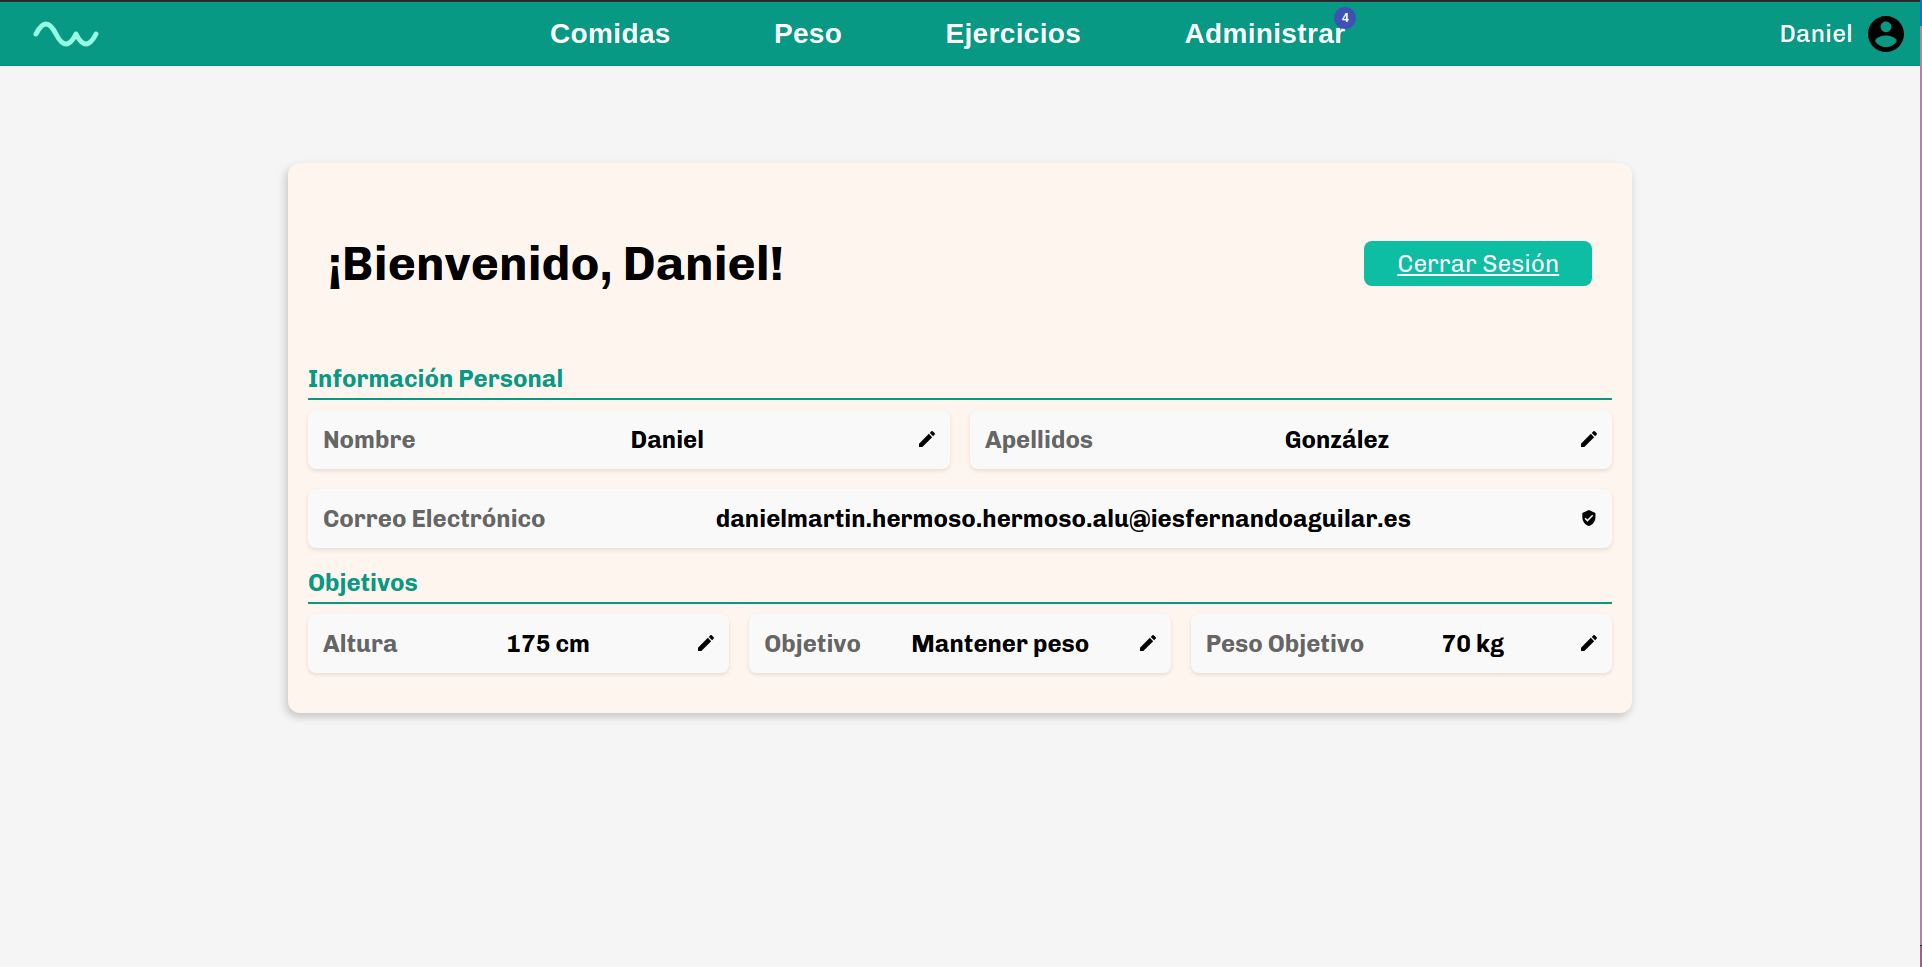 Comidas Peso Ejercicios Administrar 4 Daniel
¡Bienvenido, Daniel! Cerrar Sesión
Información Personal
Nombre Daniel Apellidos González
Correo Electrónico danielmartin.hermoso.hermoso.alu@iesfernandoaguilar.es
Objetivos
Altura 175 cm Objetivo Mantener peso Peso Objetivo 70 kg